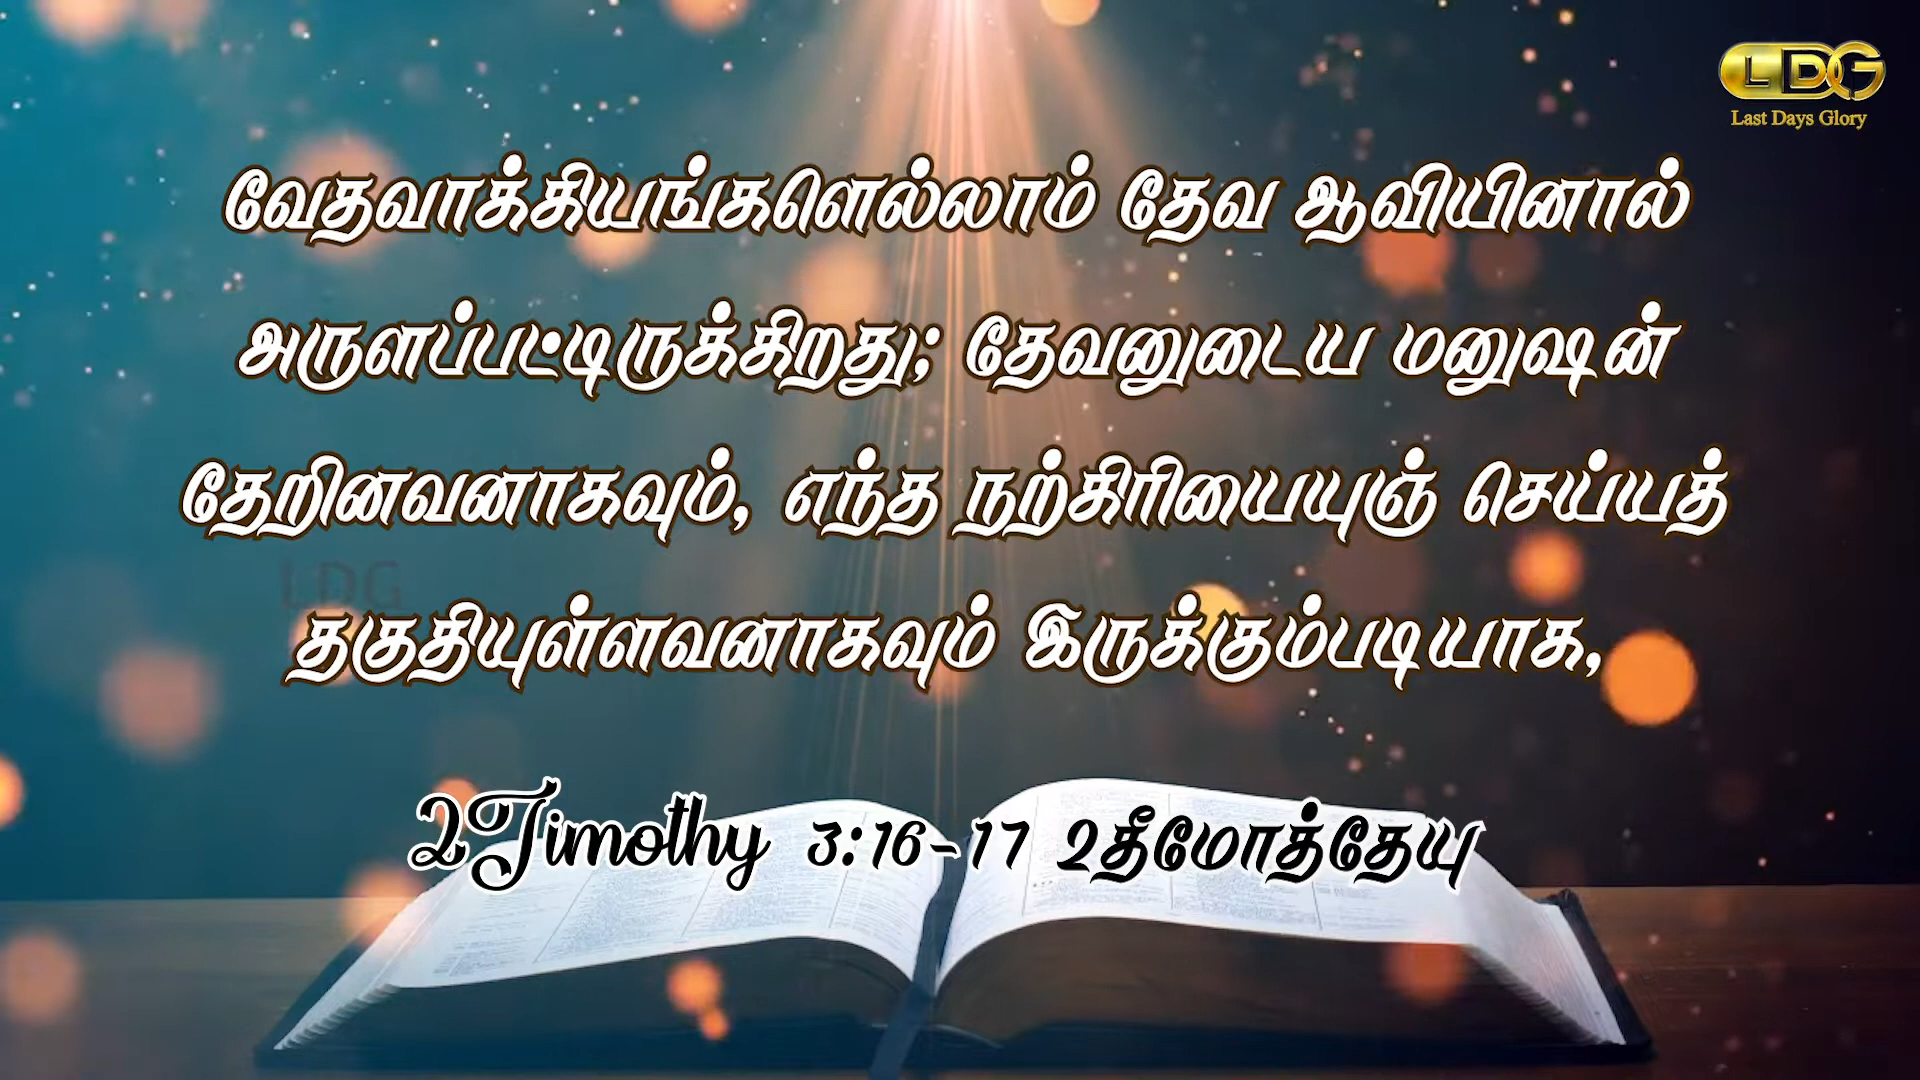 LDG
Last Days Glory
வேதவாக்கியங்களெல்லாம் தேவ ஆவியினால்
அருளப்பட்டிருக்கிறது; தேவனுடைய மனுஷன்
தேறினவனாகவும், எந்த நற்கிரியையுஞ் செய்யத்
LDG
தகுதியுள்ளவனாகவும் இருக்கும்படியாக,
2Timothy 3:16-17 2தீமோத்தேயு